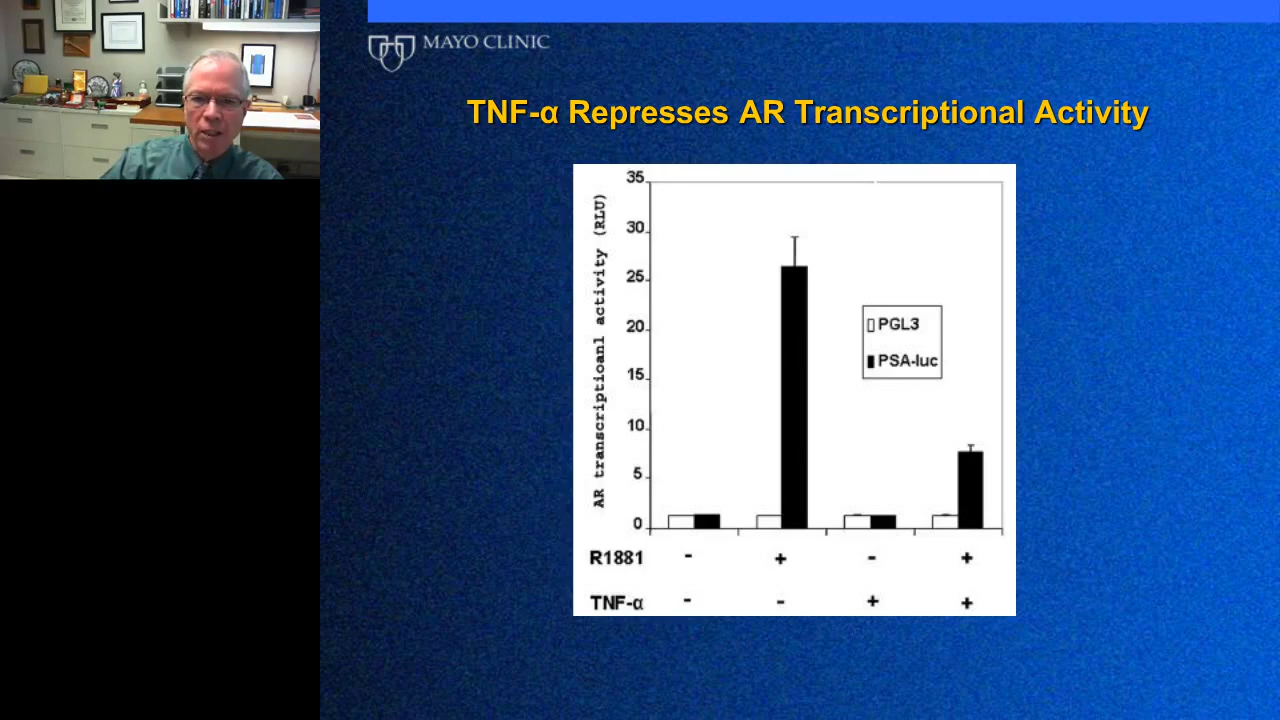 MAYO CLINIC
TNF-α Represses AR Transcriptional Activity
AR transcriptioanl activity (RLU)
35
30
25
20
15
10
5
0
PGL3
PSA-luc
R1881 - + - +
TNF-α - - + +